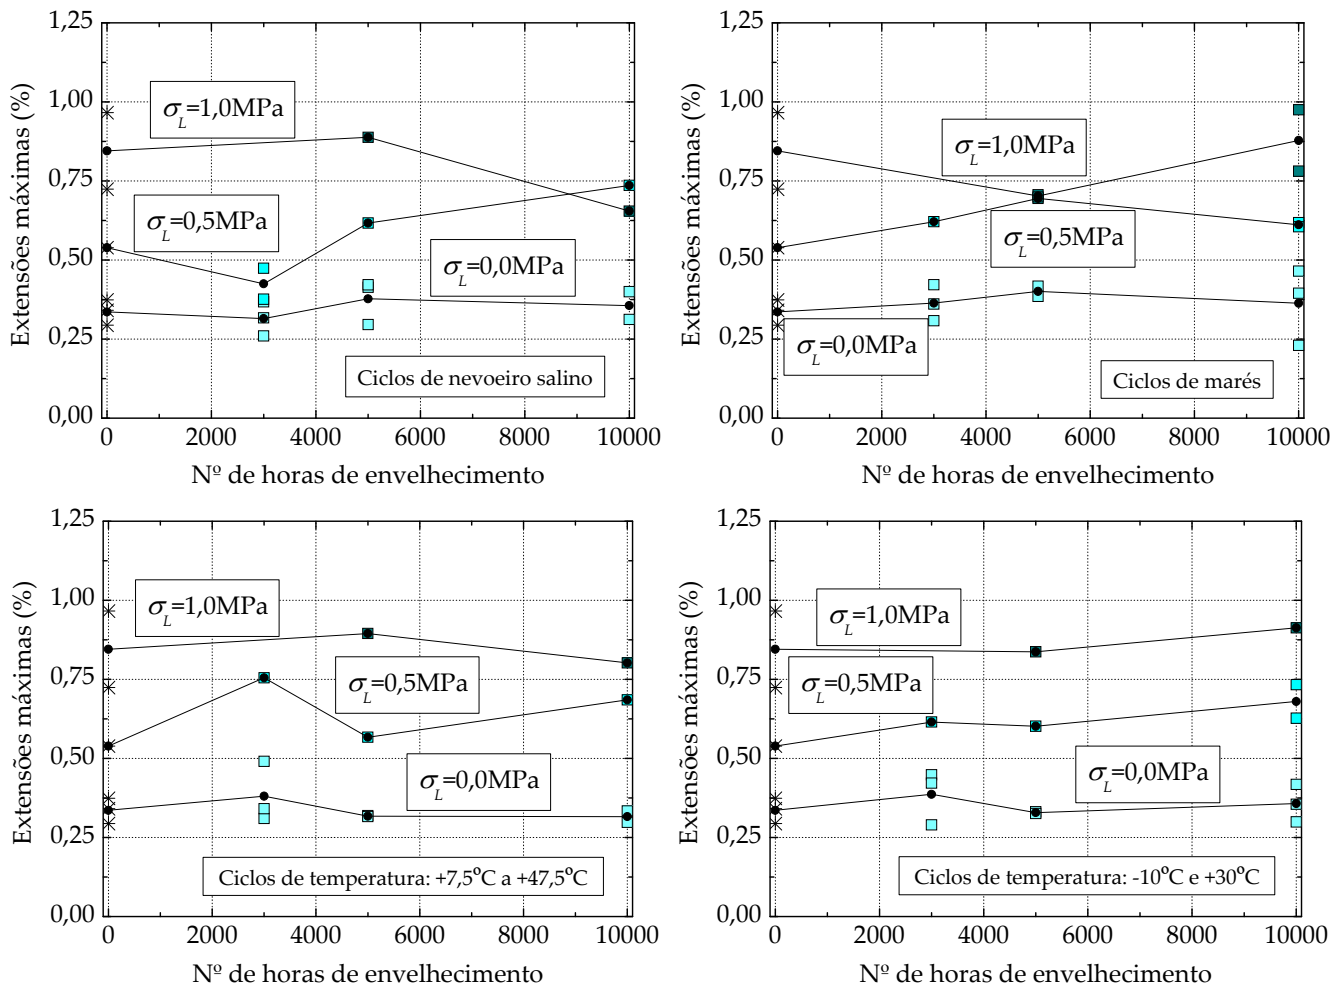 1,25
1,00
0,75
0,50
0,25
0,00
Extensões máximas (%)
σL=1,0MPa
σL=0,5MPa
σL=0,0MPa
Ciclos de nevoeiro salino
0 2000 4000 6000 8000 10000
Nº de horas de envelhecimento
1,25
1,00
0,75
0,50
0,25
0,00
Extensões máximas (%)
σL=1,0MPa
σL=0,5MPa
σL=0,0MPa
Ciclos de marés
0 2000 4000 6000 8000 10000
Nº de horas de envelhecimento
1,25
1,00
0,75
0,50
0,25
0,00
Extensões máximas (%)
σL=1,0MPa
σL=0,5MPa
σL=0,0MPa
Ciclos de temperatura: +7,5ºC a +47,5ºC
0 2000 4000 6000 8000 10000
Nº de horas de envelhecimento
1,25
1,00
0,75
0,50
0,25
0,00
Extensões máximas (%)
σL=1,0MPa
σL=0,5MPa
σL=0,0MPa
Ciclos de temperatura: -10ºC e +30ºC
0 2000 4000 6000 8000 10000
Nº de horas de envelhecimento